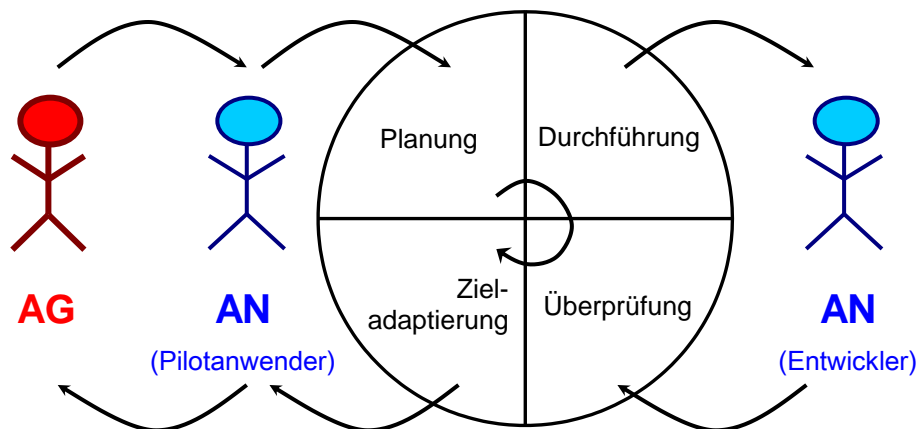 Planung
Durchführung
Ziel-
adaptierung
Überprüfung
AG
AN
(Pilotanwender)
AN
(Entwickler)